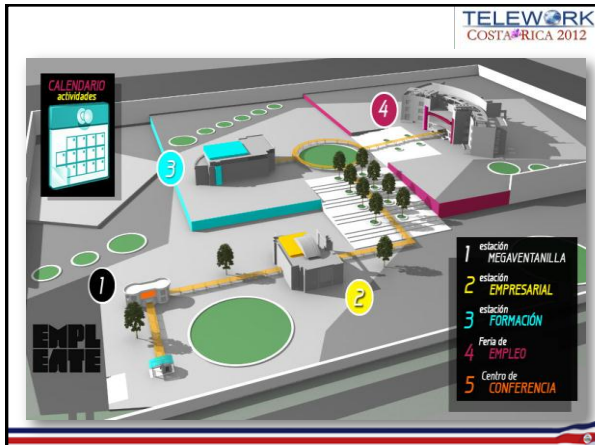 TELEWORK
COSTA RICA 2012
CALENDARIO
actividades
4
3
1
2
EMPL
EATE
1 estación
MEGAVENTANILLA
2 estación
EMPRESARIAL
3 estación
FORMACIÓN
4 Feria de
EMPLEO
5 Centro de
CONFERENCIA